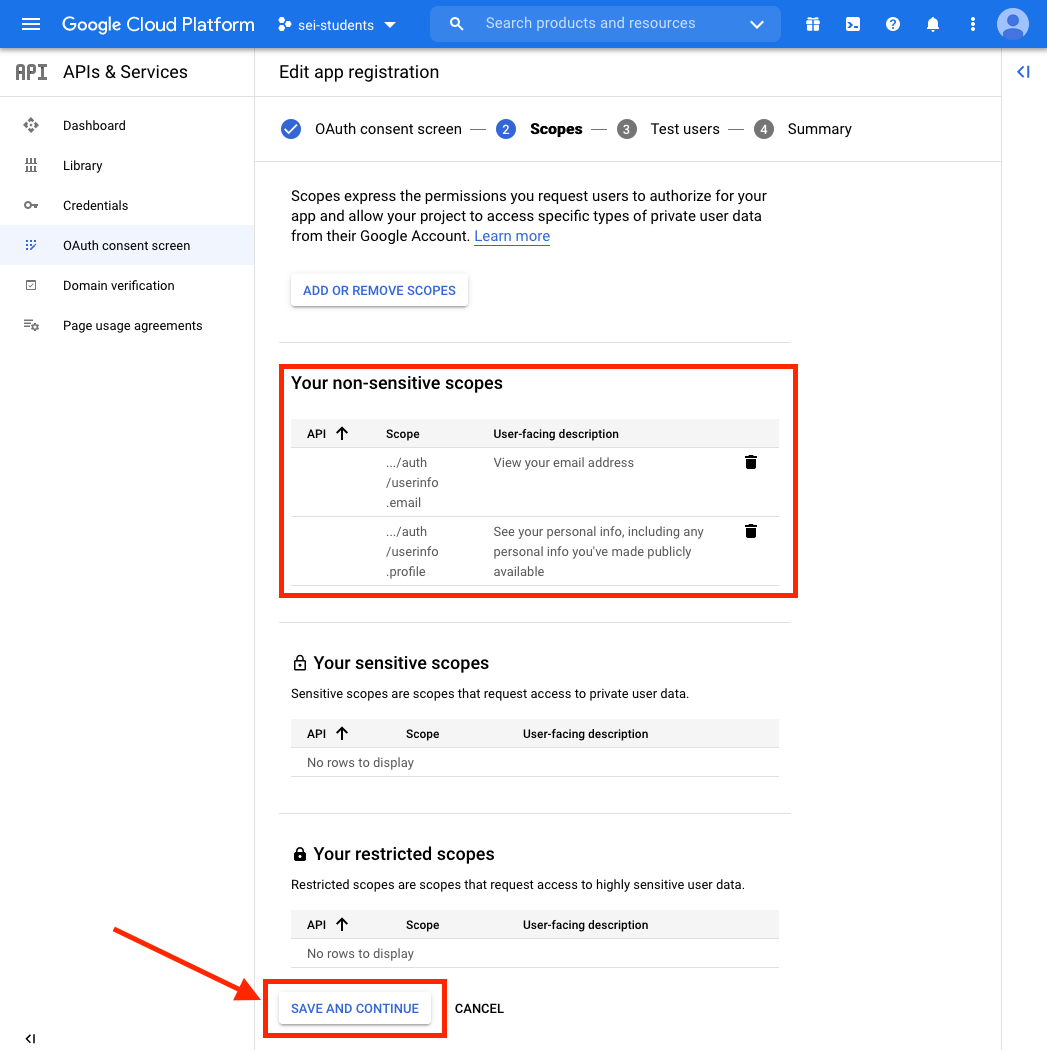 Google Cloud Platform
sei-students
Search products and resources
API APIs & Services
Edit app registration
Dashboard
Library
Credentials
OAuth consent screen
Domain verification
Page usage agreements
OAuth consent screen — 2 Scopes — 3 Test users — 4 Summary
Scopes express the permissions you request users to authorize for your
app and allow your project to access specific types of private user data
from their Google Account. Learn more
ADD OR REMOVE SCOPES
Your non-sensitive scopes
API Scope User-facing description
.../auth View your email address
/userinfo
.email
.../auth See your personal info, including any
/userinfo personal info you've made publicly
.profile available
Your sensitive scopes
Sensitive scopes are scopes that request access to private user data.
API Scope User-facing description
No rows to display
Your restricted scopes
Restricted scopes are scopes that request access to highly sensitive user data.
API Scope User-facing description
No rows to display
SAVE AND CONTINUE CANCEL